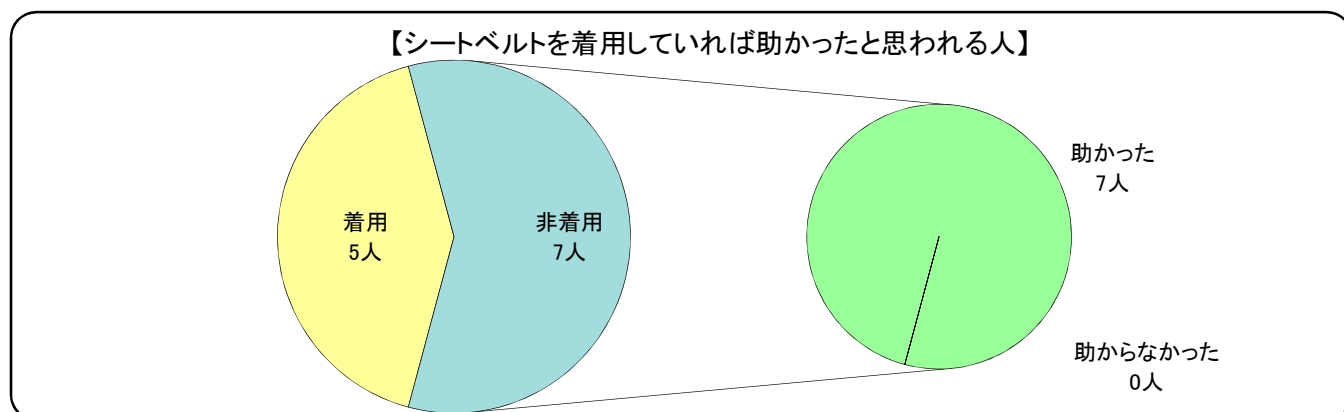 【シートベルトを着用していれば助かったと思われる人】
着用
5人
非着用
7人
助かった
7人
助からなかった
0人